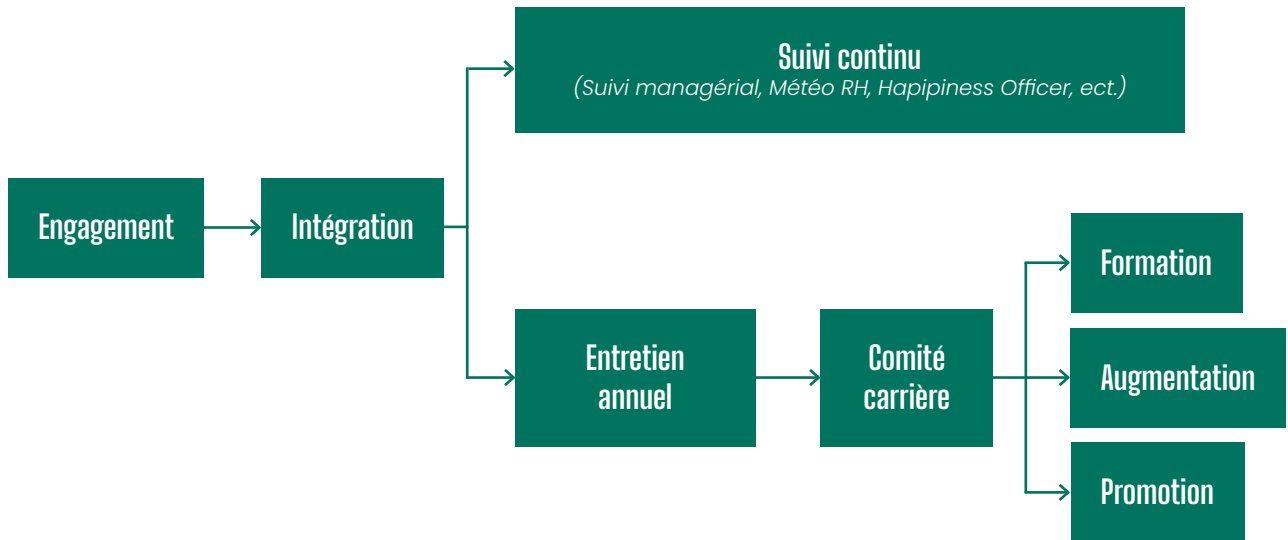 Suivi continu
(Suivi managérial, Météo RH, Hapipiness Officer, ect.)
Engagement
Intégration
Entretien
annuel
Comité
carrière
Formation
Augmentation
Promotion